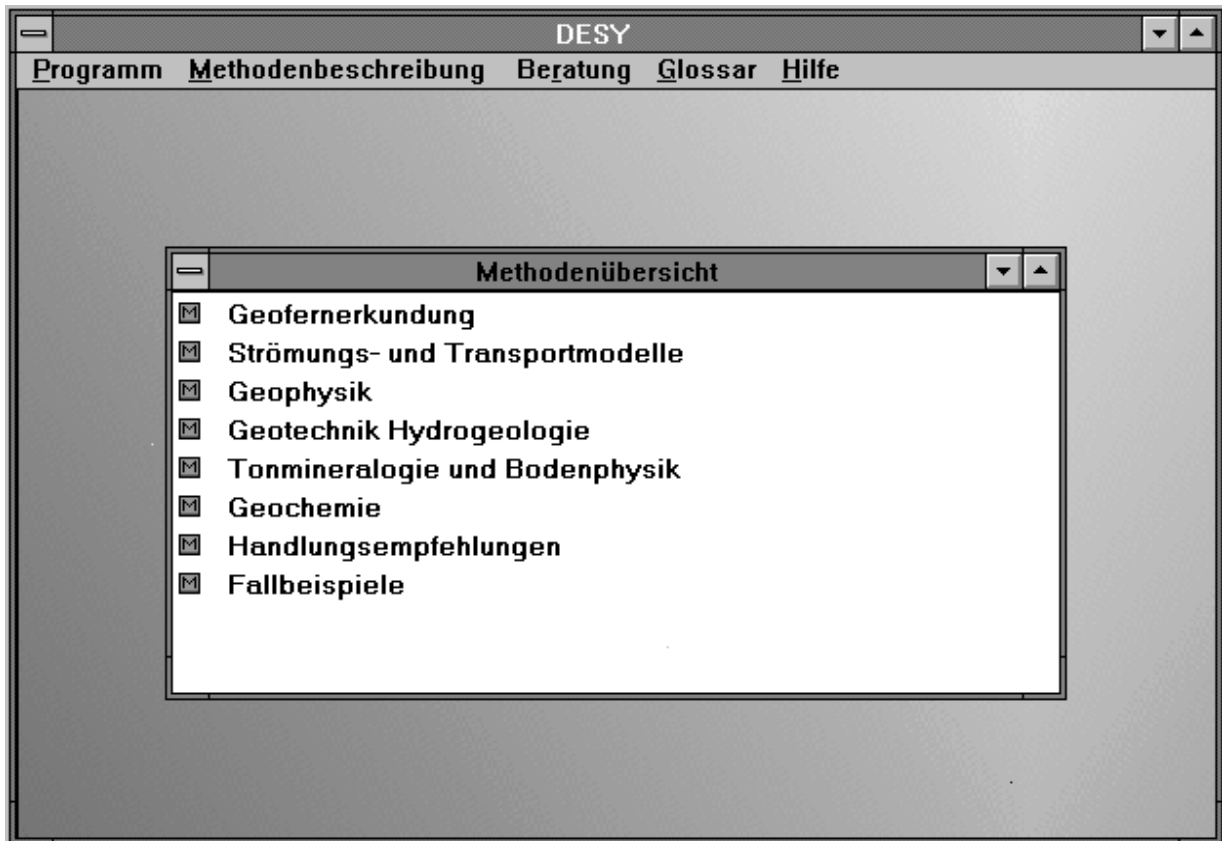 DESY
Programm Methodenbeschreibung Beratung Glossar Hilfe
Methodenübersicht
M Geofernerkundung
M Strömungs- und Transportmodelle
M Geophysik
M Geotechnik Hydrogeologie
M Tonmineralogie und Bodenphysik
M Geochemie
M Handlungsempfehlungen
M Fallbeispiele